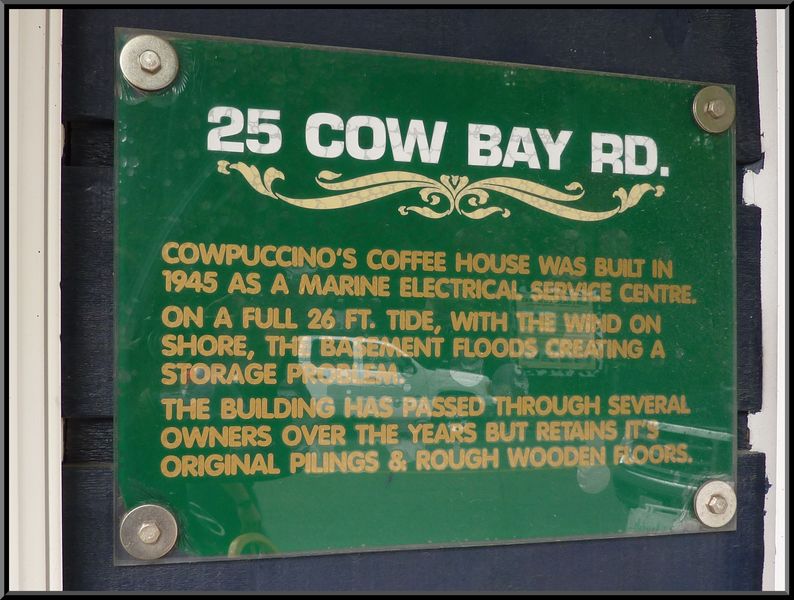 25 COW BAY RD.
COWPUCCINO'S COFFEE HOUSE WAS BUILT IN
1945 AS A MARINE ELECTRICAL SERVICE CENTRE.
ON A FULL 26 FT. TIDE, WITH THE WIND ON
SHORE, THE BASEMENT FLOODS CREATING A
STORAGE PROBLEM.
THE BUILDING HAS PASSED THROUGH SEVERAL
OWNERS OVER THE YEARS BUT RETAINS IT'S
ORIGINAL PILINGS & ROUGH WOODEN FLOORS.